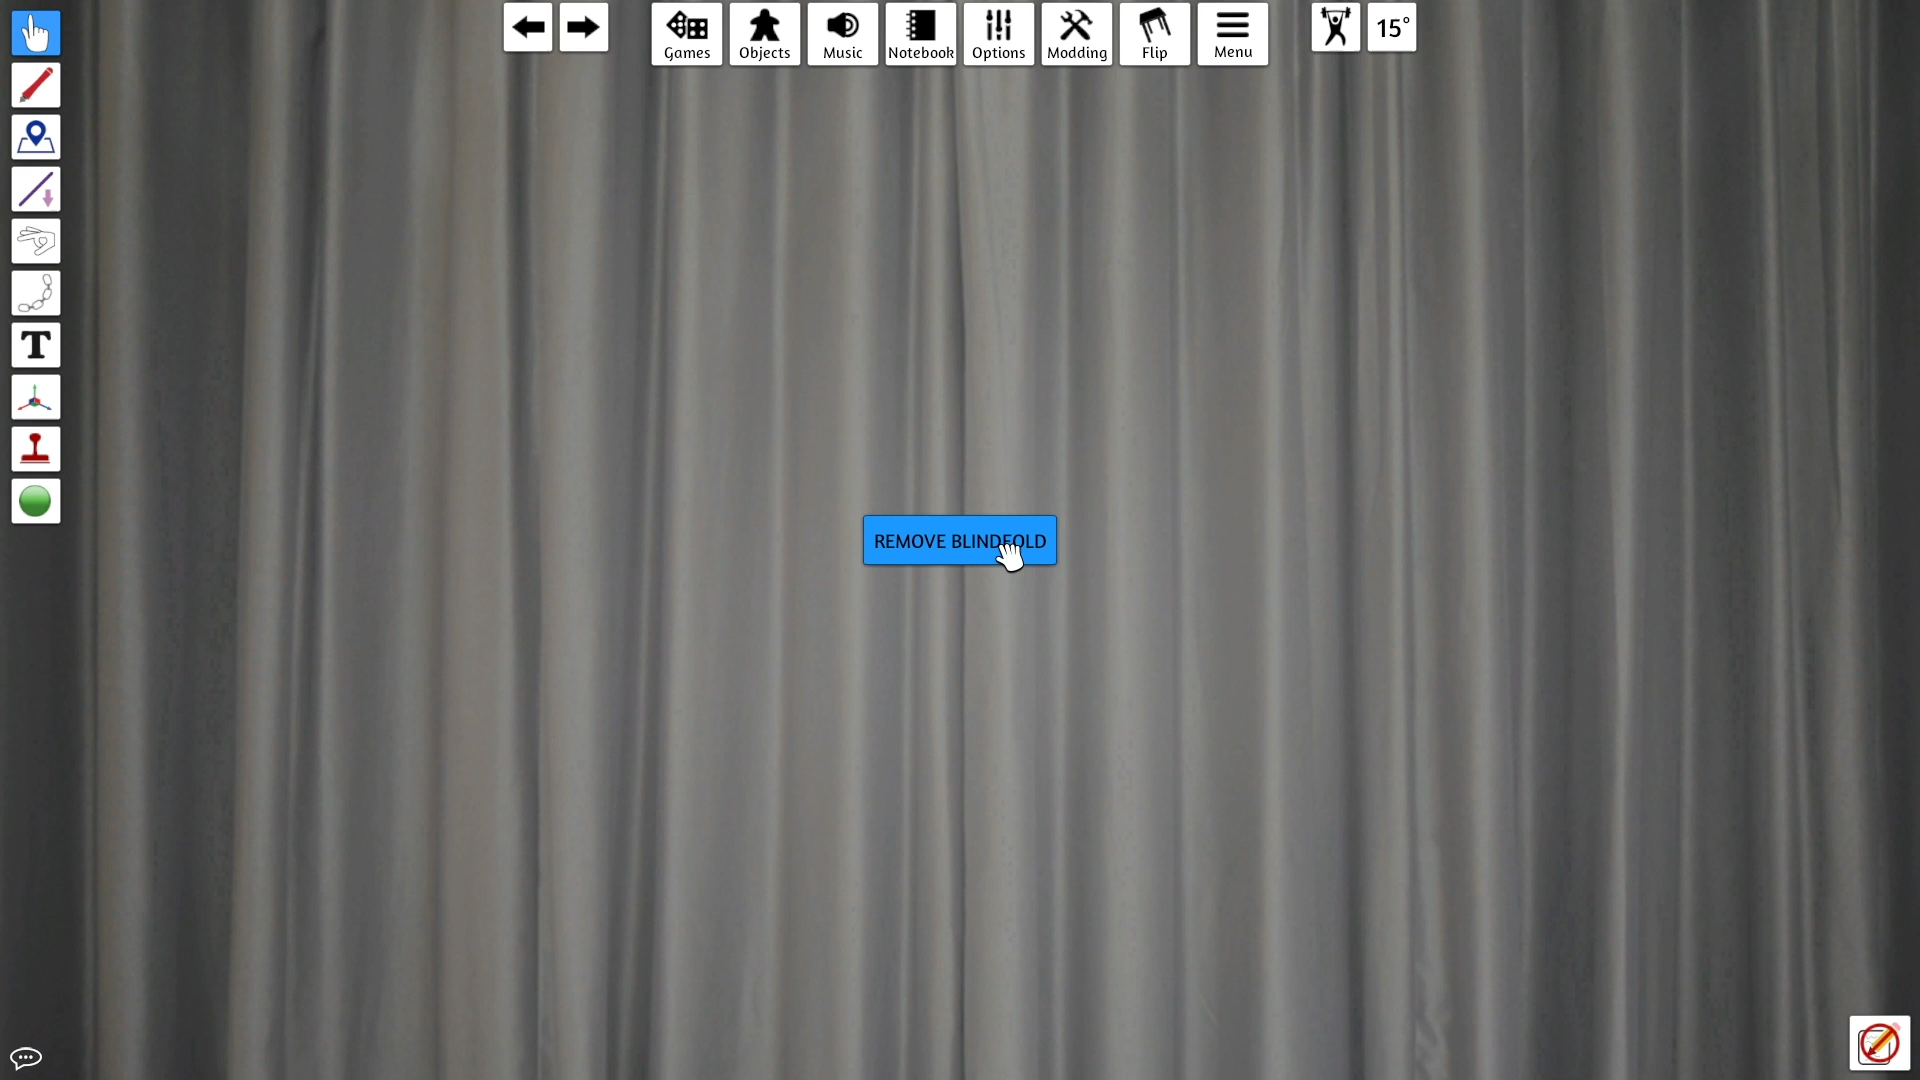 Games
Objects
Music
Notebook
Options
Modding
Flip
Menu
15°
T
REMOVE BLINDFOLD